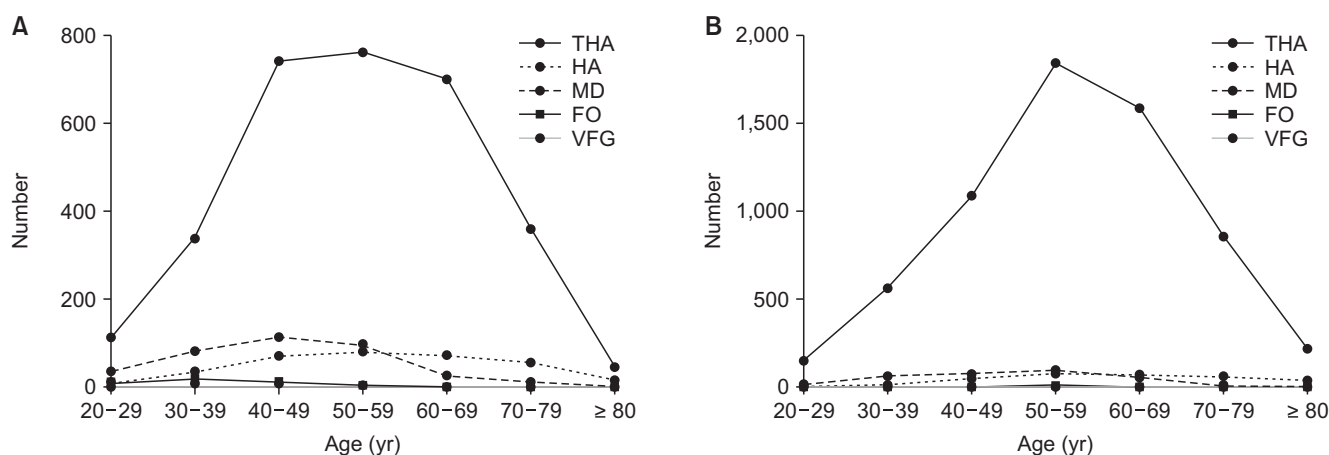 A
800
600
400
200
0
Number
20−29 30−39 40−49 50−59 60−69 70−79 ≥ 80
Age (yr)
THA
HA
MD
FO
VFG
B
2,000
1,500
1,000
500
0
Number
20−29 30−39 40−49 50−59 60−69 70−79 ≥ 80
Age (yr)
THA
HA
MD
FO
VFG